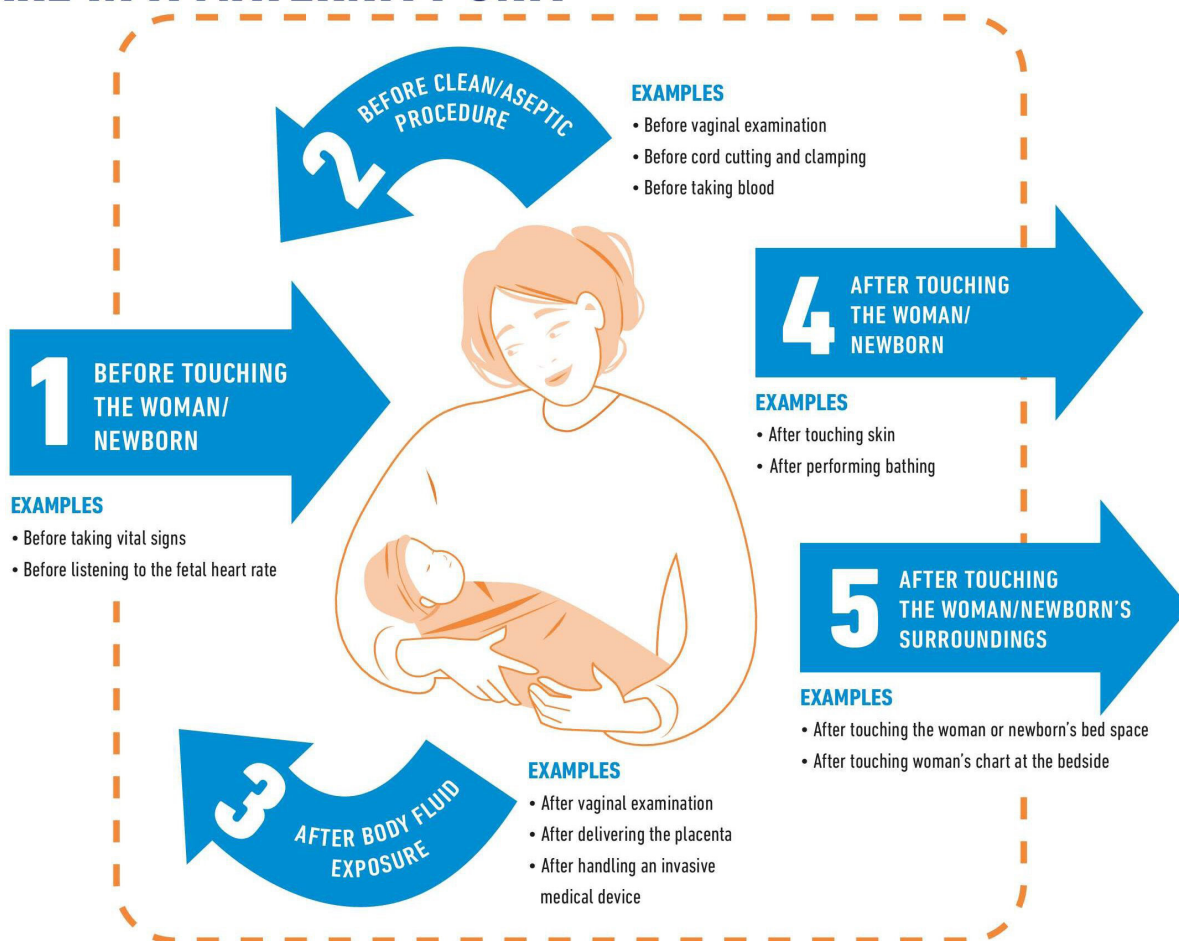 2 BEFORE CLEAN/ASEPTIC
PROCEDURE
EXAMPLES
• Before vaginal examination
• Before cord cutting and clamping
• Before taking blood
1 BEFORE TOUCHING
THE WOMAN/
NEWBORN
EXAMPLES
• Before taking vital signs
• Before listening to the fetal heart rate
4 AFTER TOUCHING
THE WOMAN/
NEWBORN
EXAMPLES
• After touching skin
• After performing bathing
5 AFTER TOUCHING
THE WOMAN/NEWBORN'S
SURROUNDINGS
EXAMPLES
• After touching the woman or newborn's bed space
• After touching woman's chart at the bedside
3 AFTER BODY FLUID
EXPOSURE
EXAMPLES
• After vaginal examination
• After delivering the placenta
• After handling an invasive
medical device